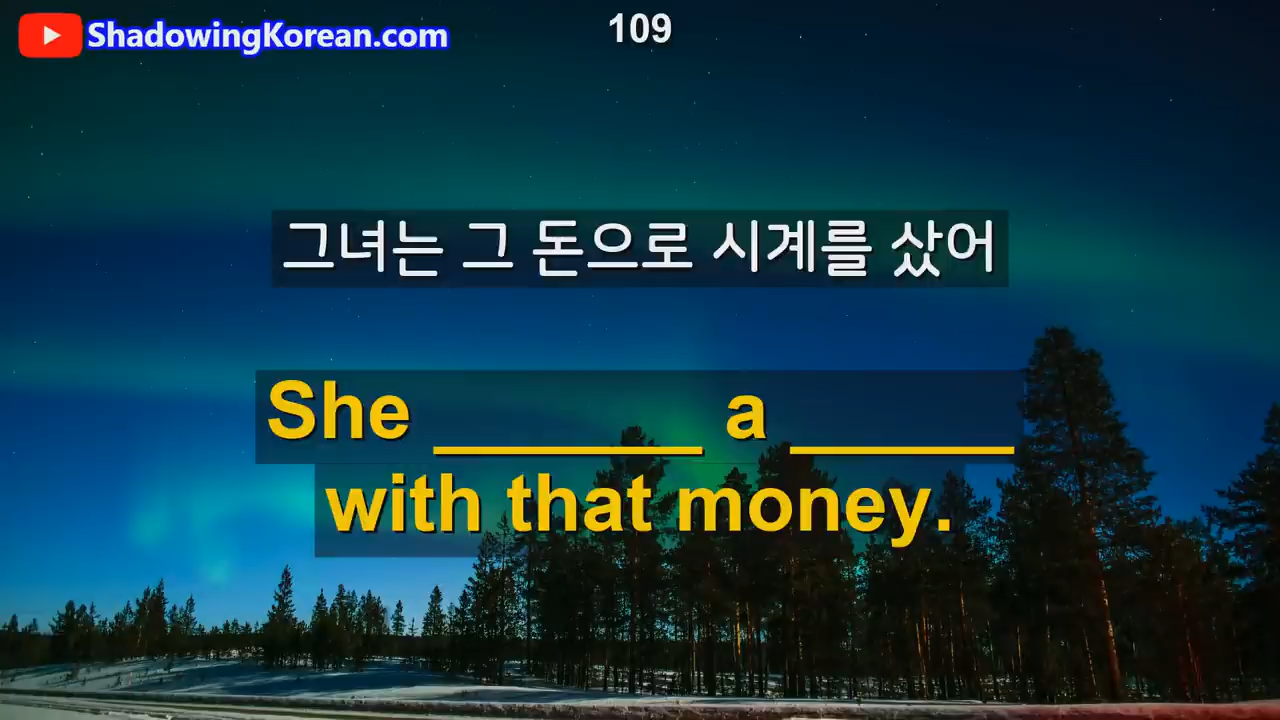 ShadowingKorean.com
109
그녀는 그 돈으로 시계를 샀어
She ______ a _____
with that money.